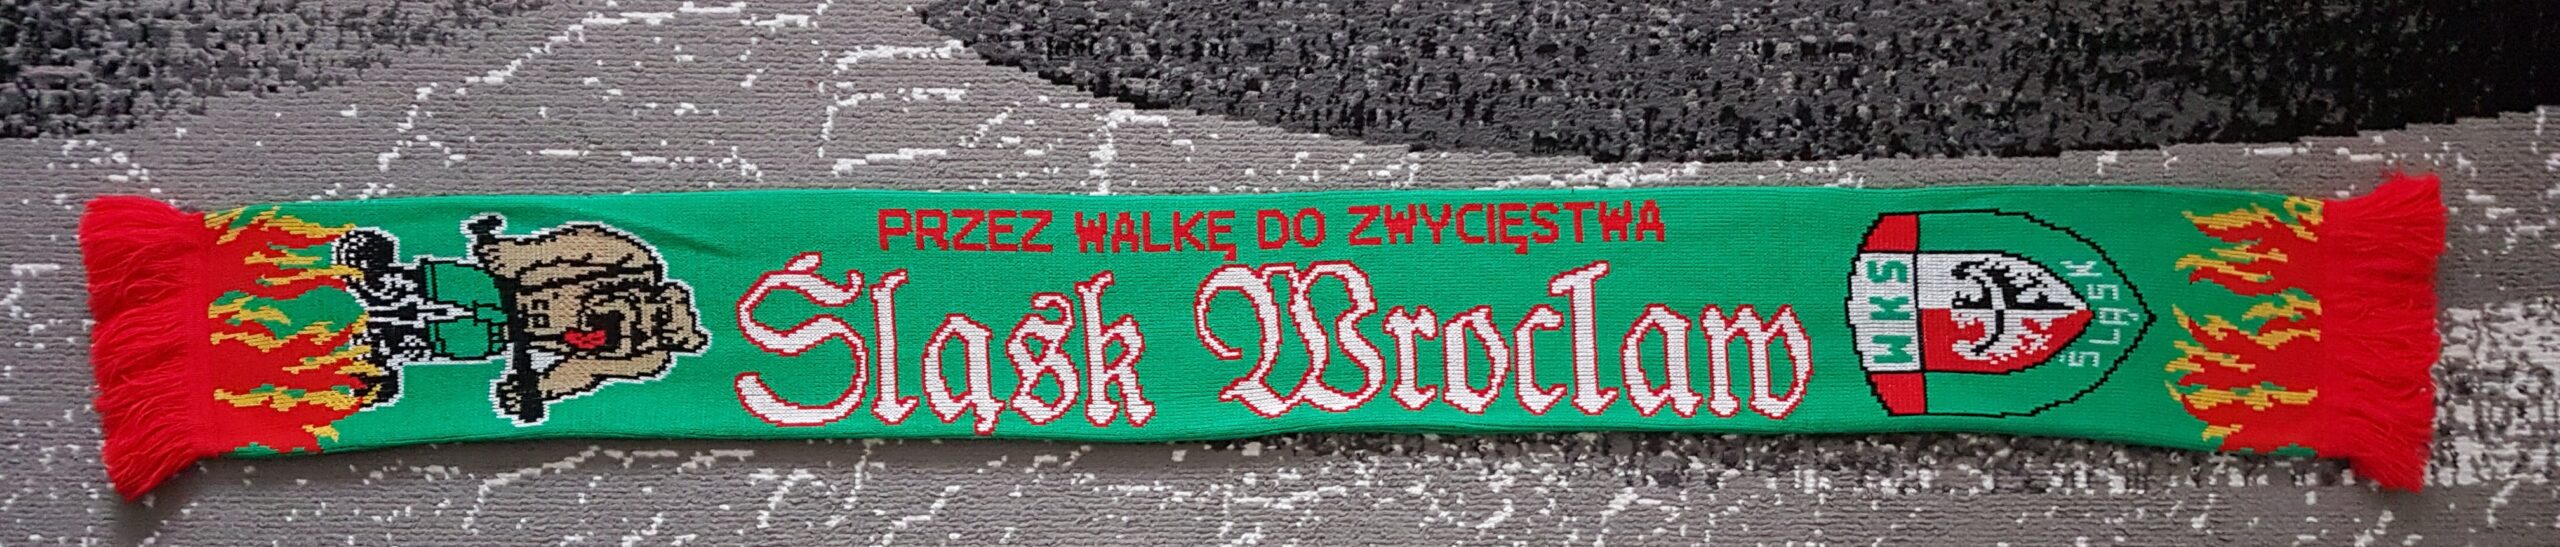 PRZEZ WALKĘ DO ZWYCIĘSTWA
Śląsk Wrocław
WKS
ŚLĄSK